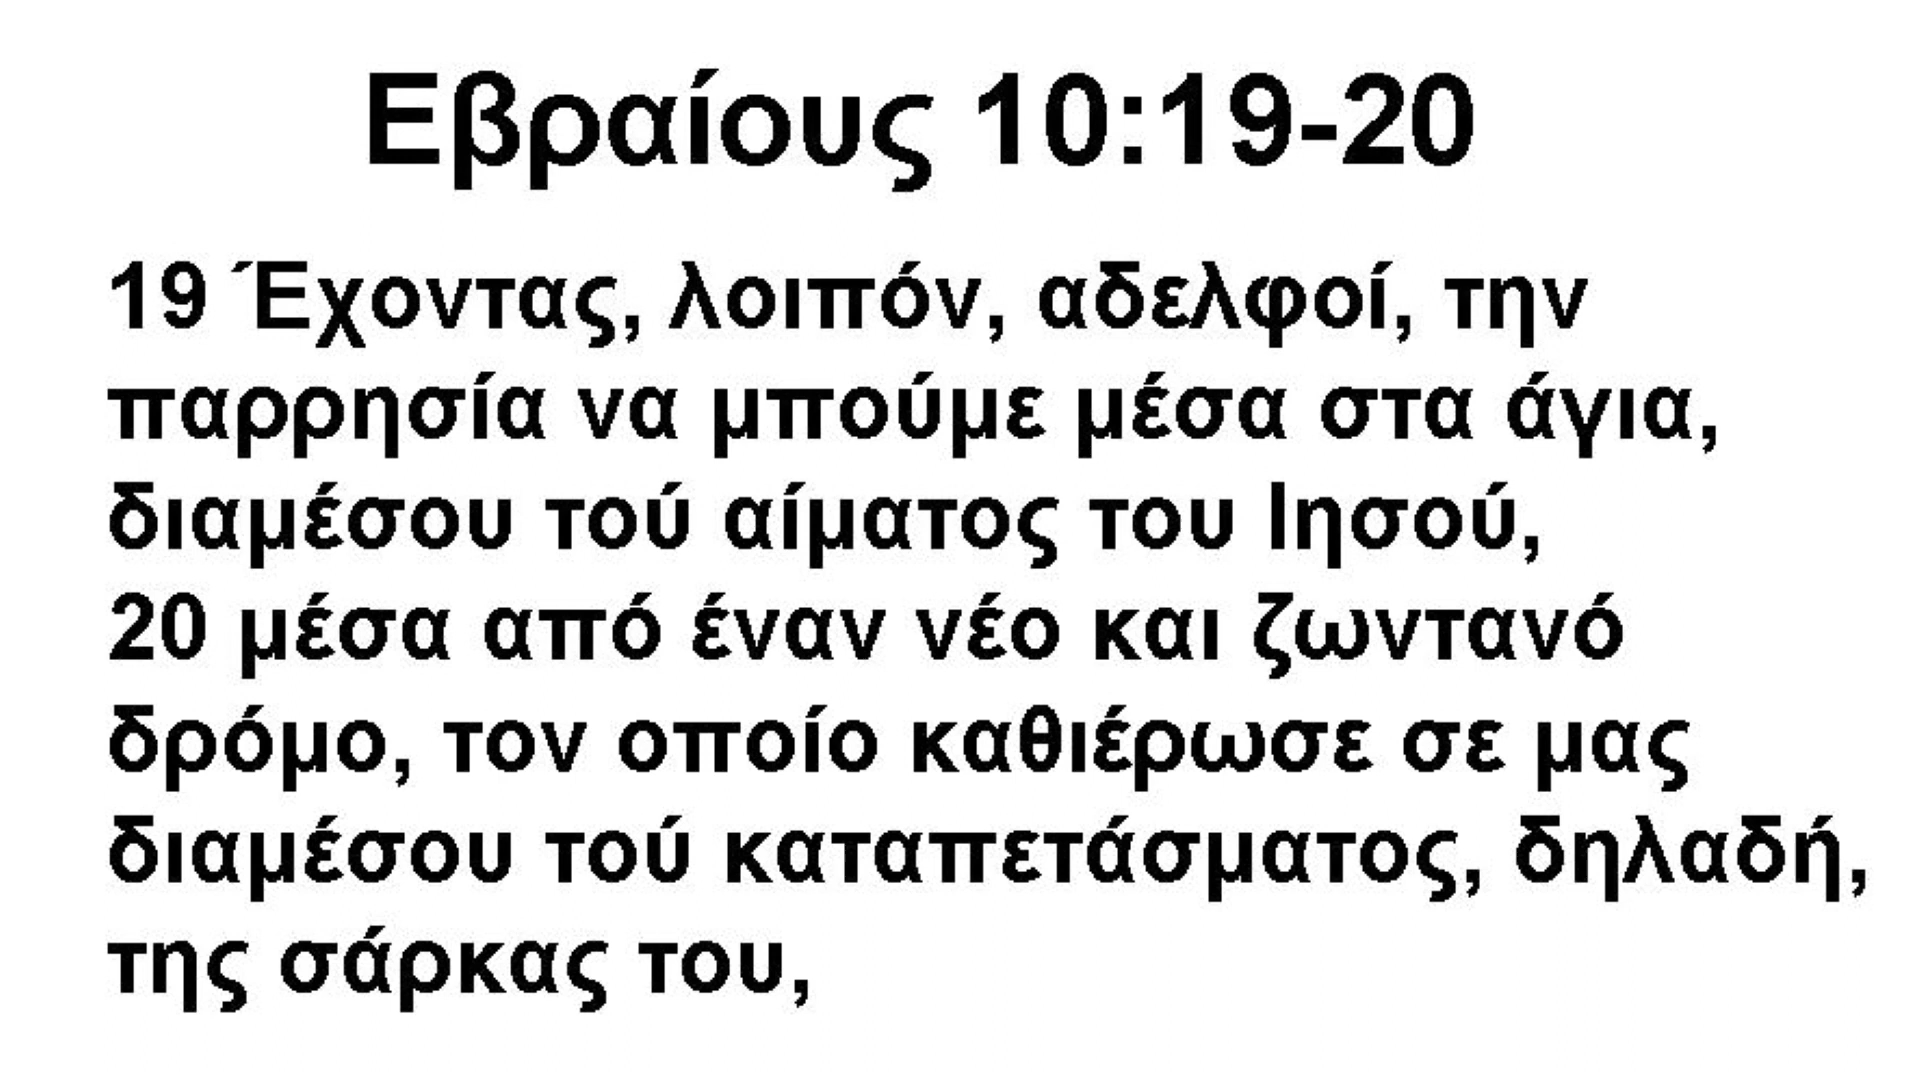 Εβραίους 10:19-20
19 Έχοντας, λοιπόν, αδελφοί, την
παρρησία να μπούμε μέσα στα άγια,
διαμέσου τού αίματος του Ιησού,
20 μέσα από έναν νέο και ζωντανό
δρόμο, τον οποίο καθιέρωσε σε μας
διαμέσου τού καταπετάσματος, δηλαδή,
της σάρκας του,